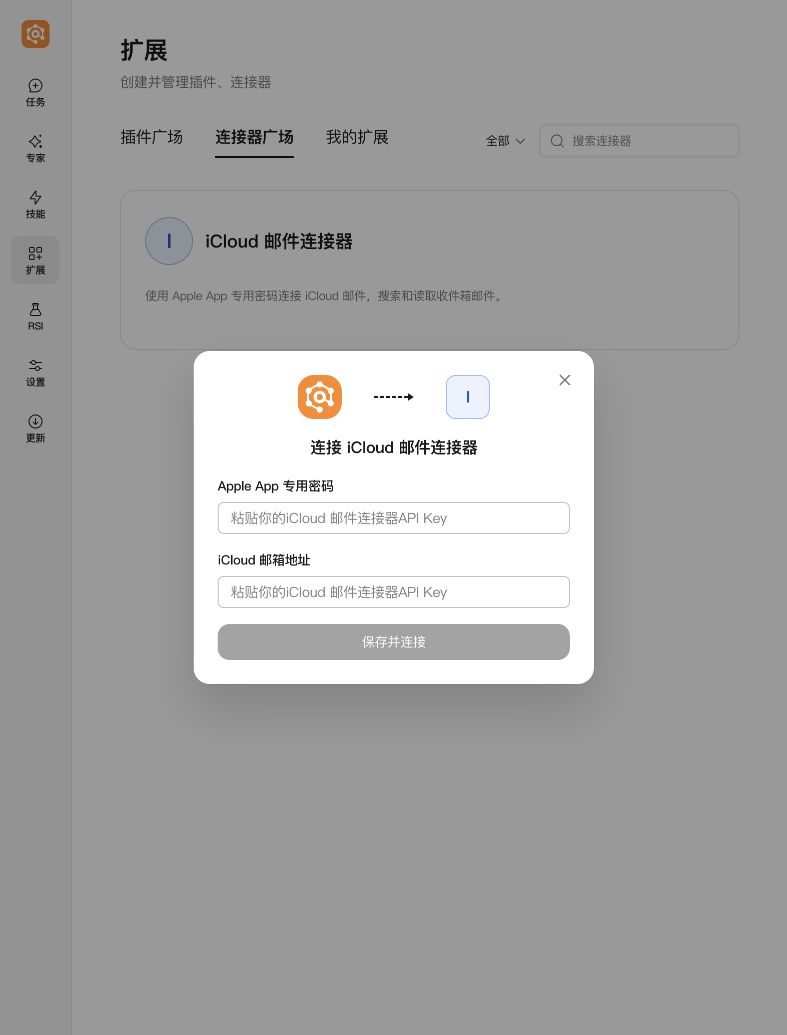 扩展
创建并管理插件、连接器
任务
专家
技能
扩展
RSI
设置
更新
插件广场 连接器广场 我的扩展 全部 搜索连接器
I iCloud 邮件连接器
使用 Apple App 专用密码连接 iCloud 邮件，搜索和读取收件箱邮件。
I
连接 iCloud 邮件连接器
Apple App 专用密码
粘贴你的iCloud 邮件连接器API Key
iCloud 邮箱地址
粘贴你的iCloud 邮件连接器API Key
保存并连接